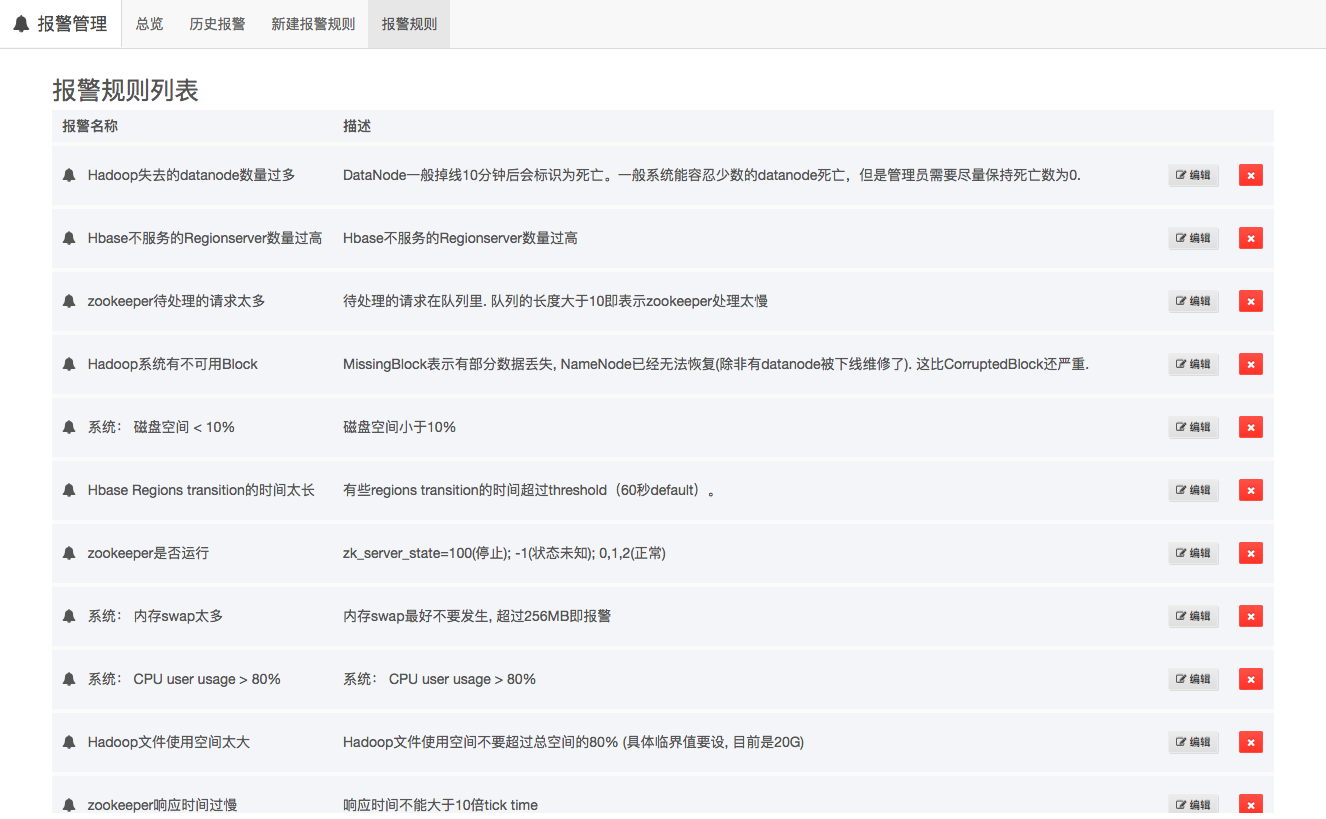 报警管理 总览 历史报警 新建报警规则 报警规则
报警规则列表
报警名称 描述
Hadoop失去的datanode数量过多 DataNode一般掉线10分钟后会标识为死亡。一般系统能容忍少数的datanode死亡，但是管理员需要尽量保持死亡数为0. 编辑
Hbase不服务的Regionserver数量过高 Hbase不服务的Regionserver数量过高 编辑
zookeeper待处理的请求太多 待处理的请求在队列里. 队列的长度大于10即表示zookeeper处理太慢 编辑
Hadoop系统有不可用Block MissingBlock表示有部分数据丢失, NameNode已经无法恢复(除非有datanode被下线维修了). 这比CorruptedBlock还严重. 编辑
系统： 磁盘空间 < 10% 磁盘空间小于10% 编辑
Hbase Regions transition的时间太长 有些regions transition的时间超过threshold（60秒default）。 编辑
zookeeper是否运行 zk_server_state=100(停止); -1(状态未知); 0,1,2(正常) 编辑
系统： 内存swap太多 内存swap最好不要发生, 超过256MB即报警 编辑
系统： CPU user usage > 80% 系统： CPU user usage > 80% 编辑
Hadoop文件使用空间太大 Hadoop文件使用空间不要超过总空间的80% (具体临界值要设, 目前是20G) 编辑
zookeeper响应时间过慢 响应时间不能大于10倍tick time 编辑